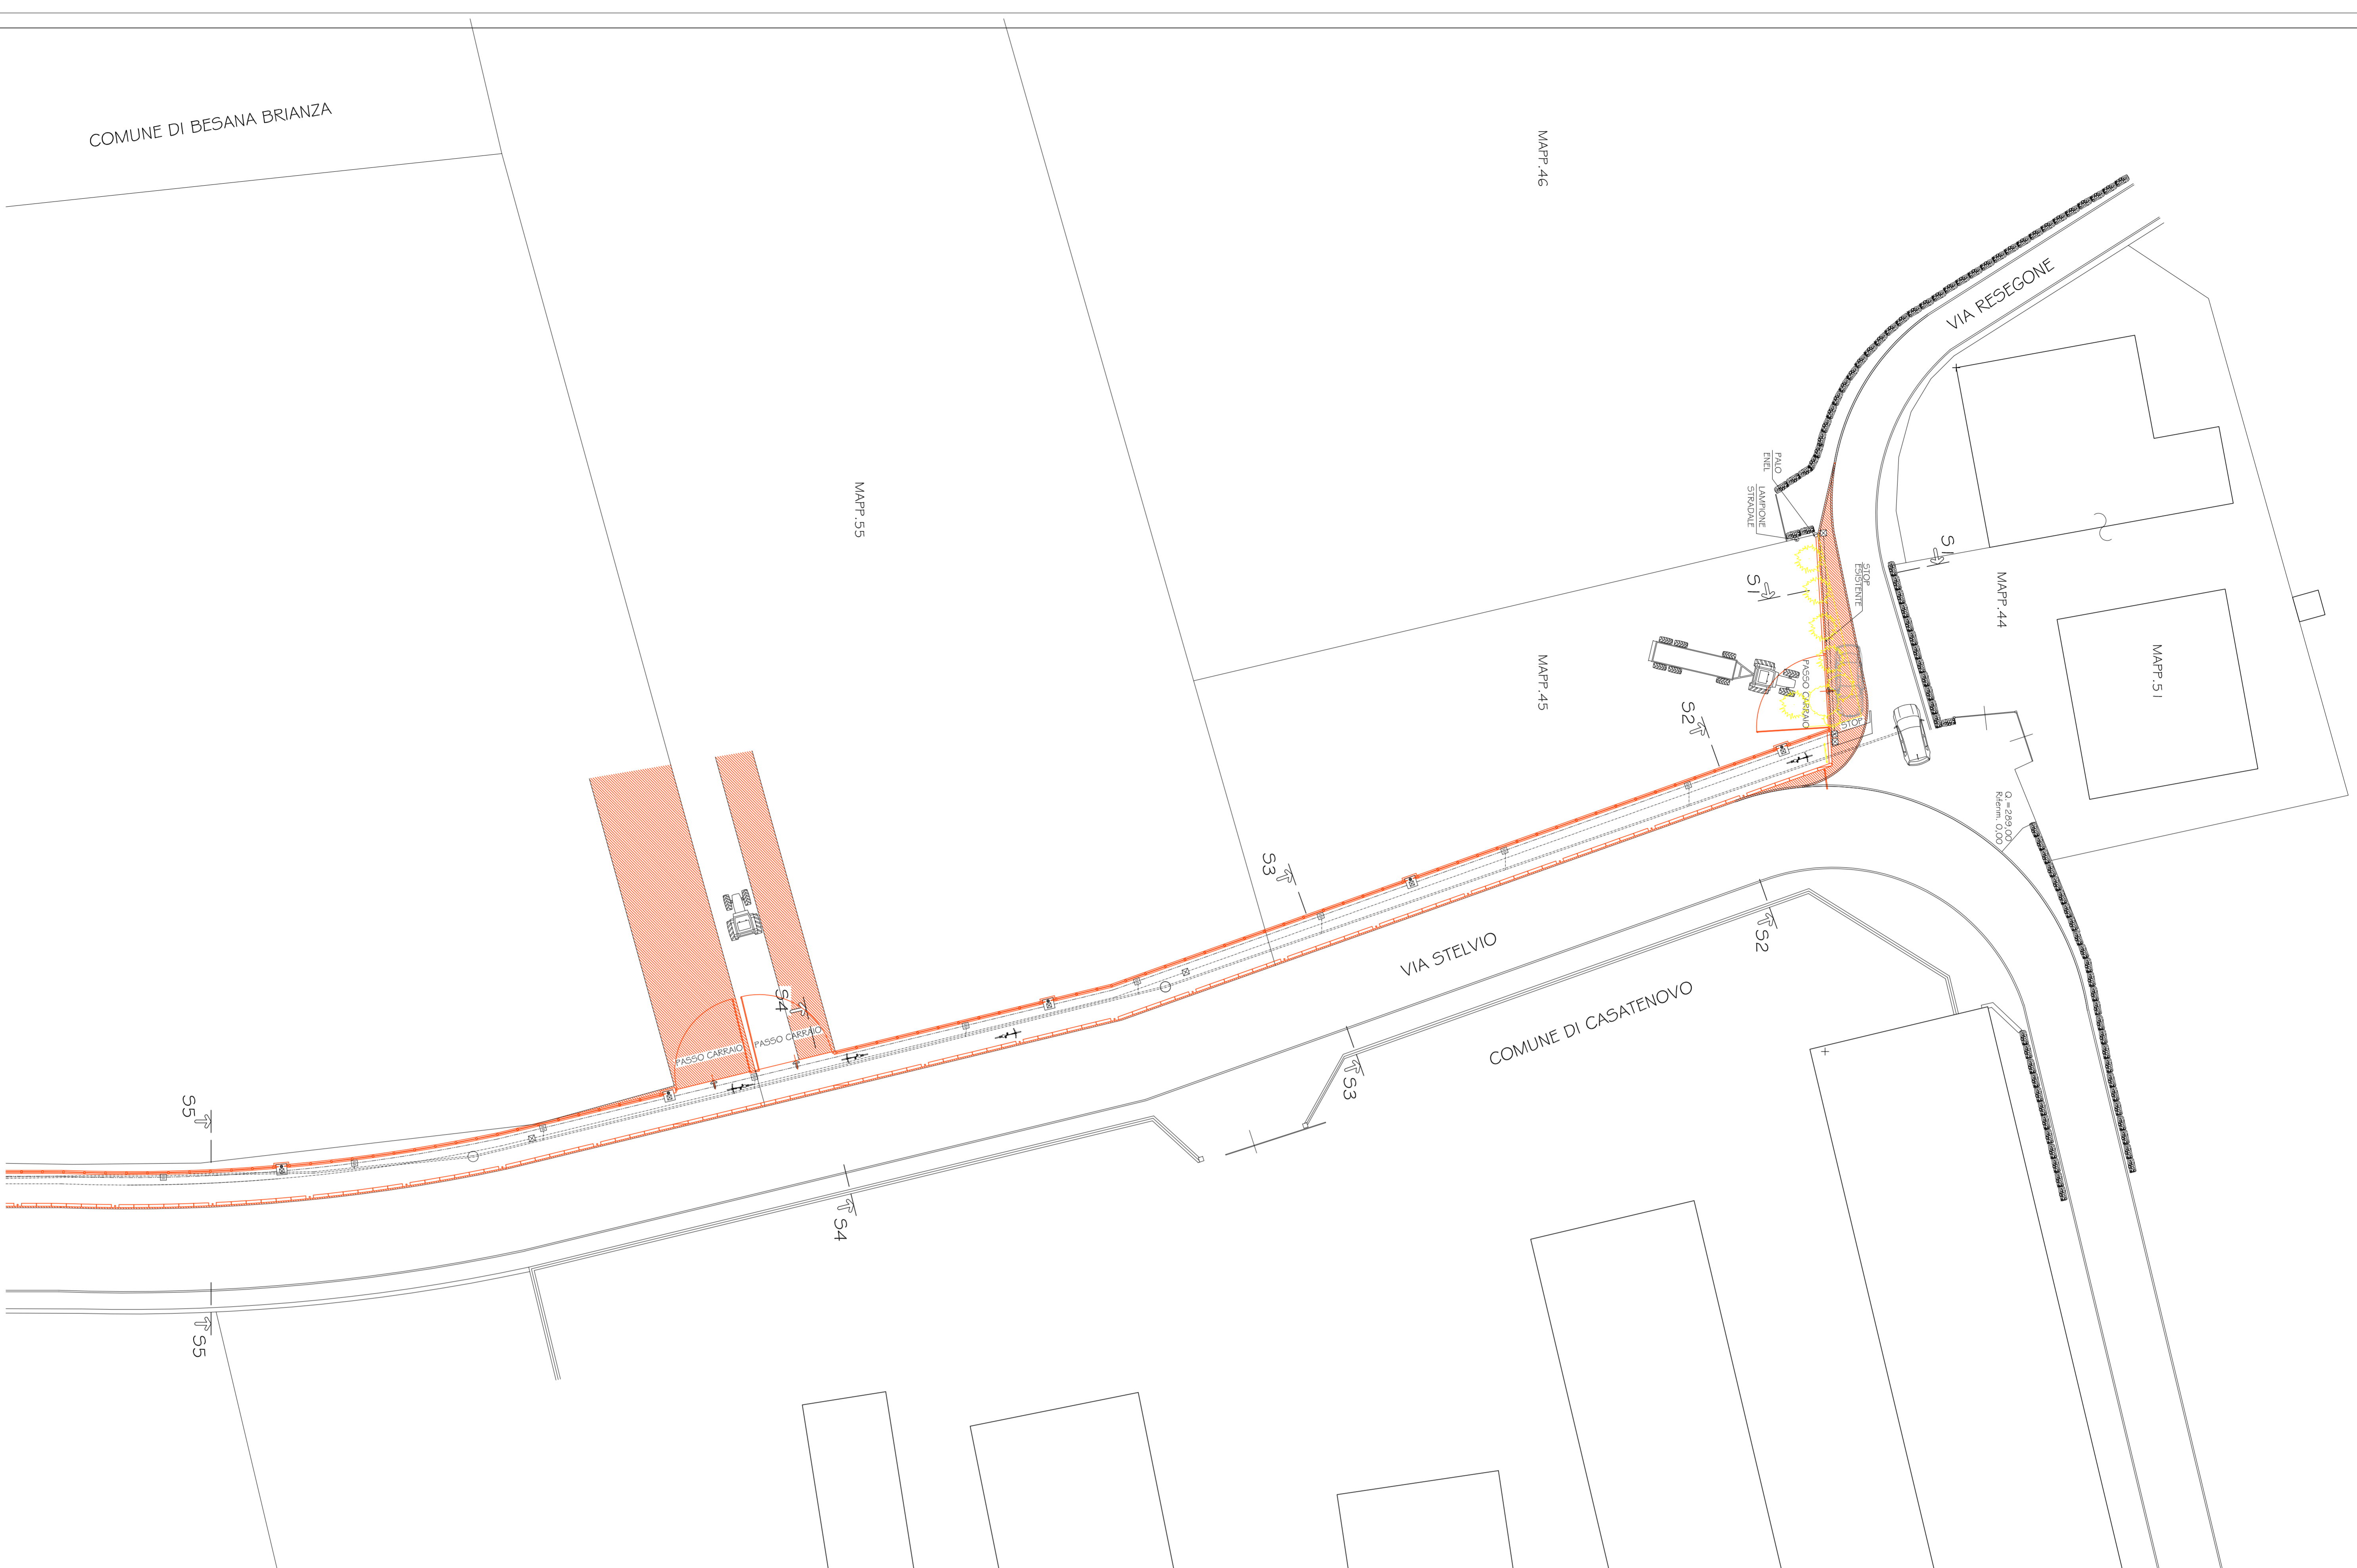 COMUNE DI BESANA BRIANZA
MAPP.46
VIA RESEGONE
PALO
ENEL
LAMPIONE
STRADALE
MAPP.55
S1
S1
STOP
ESISTENTE
MAPP.44
MAPP.51
MAPP.45
PASSO CARRAIO
STOP
S2
Q.=289,00
Riferim. 0,00
S3
VIA STELVIO
S2
COMUNE DI CASATENOVO
S4
PASSO CARRAIO
PASSO CARRAIO
S3
S5
S4
S5